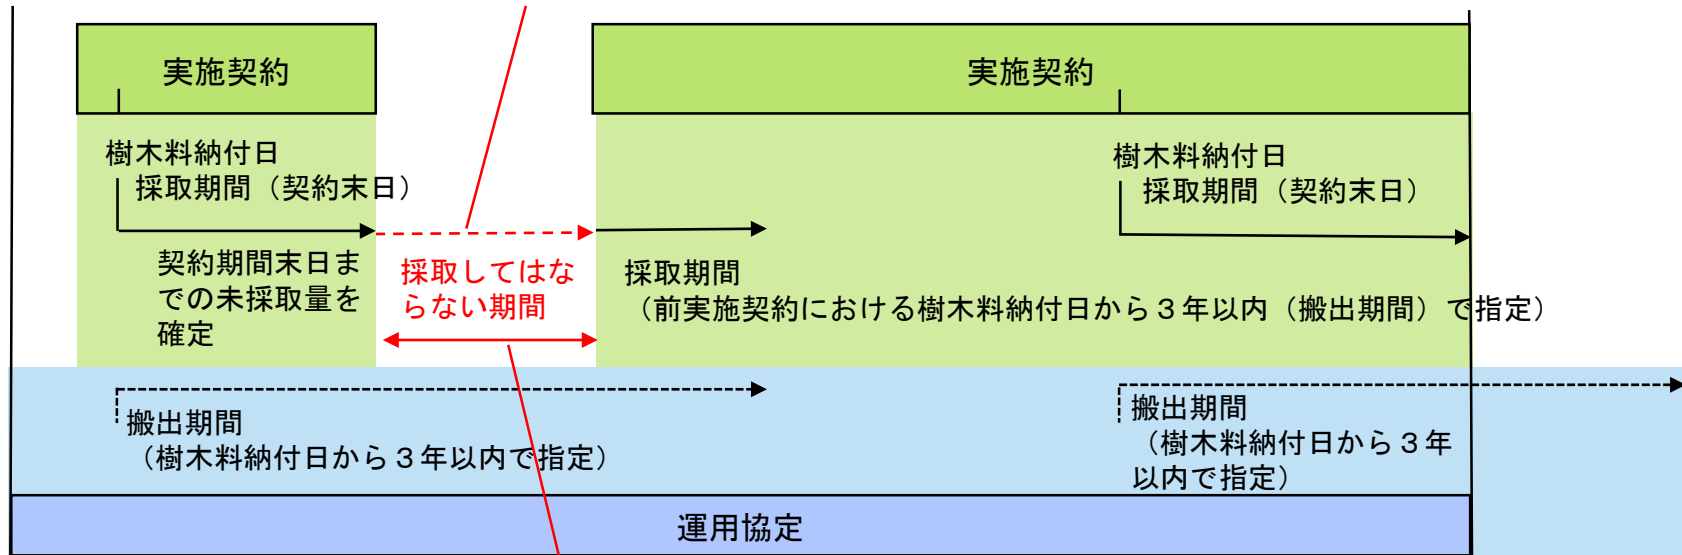 実施契約
実施契約
樹木料納付日
採取期間（契約末日）
契約期間末日ま
での未採取量を
確定
採取してはな
らない期間
採取期間
（前実施契約における樹木料納付日から３年以内（搬出期間）で指定）
樹木料納付日
採取期間（契約末日）
搬出期間
（樹木料納付日から３年以内で指定）
搬出期間
（樹木料納付日から３年
以内で指定）
運用協定